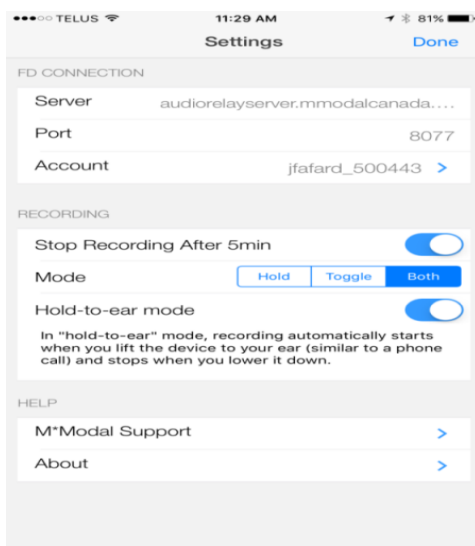 TELUS 11:29 AM 81%
Settings Done
FD CONNECTION
Server audiorelayserver.mmodalcanada....
Port 8077
Account jfafard_500443 >
RECORDING
Stop Recording After 5min
Mode Hold Toggle Both
Hold-to-ear mode
In "hold-to-ear" mode, recording automatically starts
when you lift the device to your ear (similar to a phone
call) and stops when you lower it down.
HELP
M*Modal Support >
About >